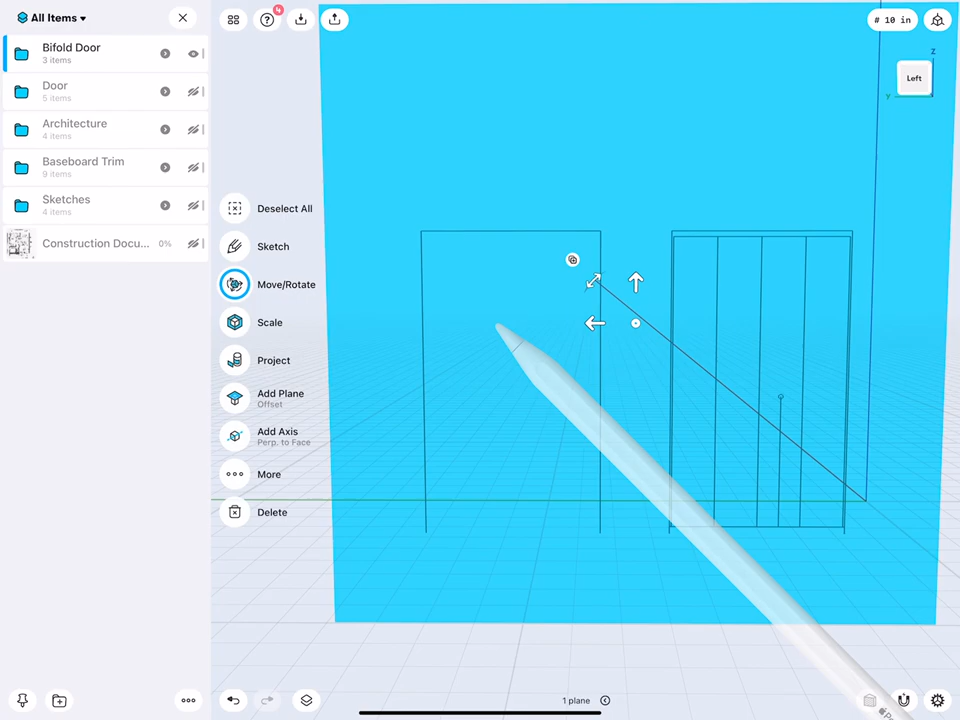 All Items ▾
4
# 10 in
Bifold Door
3 items
Door
5 items
Architecture
4 items
Baseboard Trim
9 items
Sketches
4 items
Construction Docu... 0%
z
Left
y
Deselect All
Sketch
Move/Rotate
Scale
Project
Add Plane
Offset
Add Axis
Perp. to Face
More
Delete
1 plane